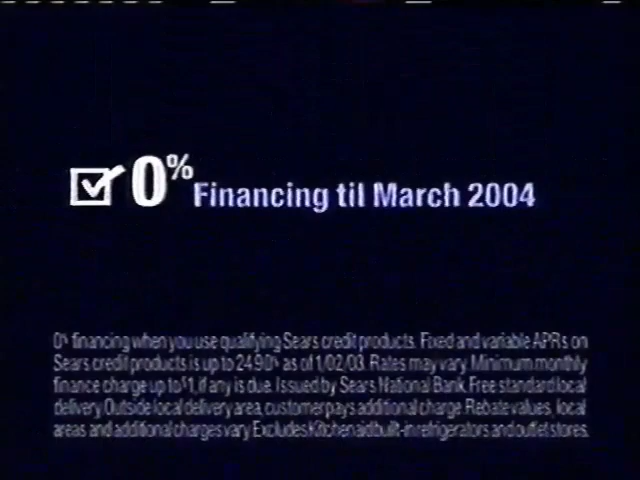 0% Financing til March 2004
0% financing when you use qualifying Sears credit products. Fixed and variable APRs on
Sears credit products is up to 24.90% as of 1/02/03. Rates may vary. Minimum monthly
finance charge up to $1, if any is due. Issued by Sears National Bank. Free standard local
delivery. Outside local delivery area, customer pays additional charge. Rebate values, local
areas and additional charges vary. Excludes Kitchenaid built-in refrigerators and outlet stores.